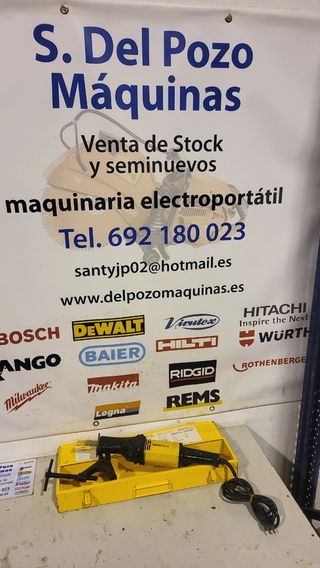 S. Del Pozo
Máquinas
Venta de Stock
y seminuevos
maquinaria electroportátil
Tel. 692 180 023
santyjp02@hotmail.es
www.delpozomaquinas.es
BOSCH
DEWALT
Virutex
HITACHI
Inspire the Next
ANGO
BAIER
HILTI
WÜRTH
Milwaukee
makita
RIDGID
ROTHENBERGER
Legna
REMS